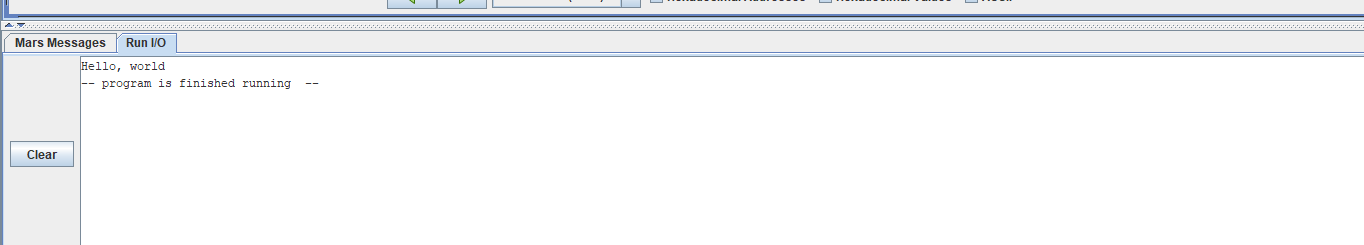 Mars Messages Run I/O
Hello, world
-- program is finished running  --
Clear